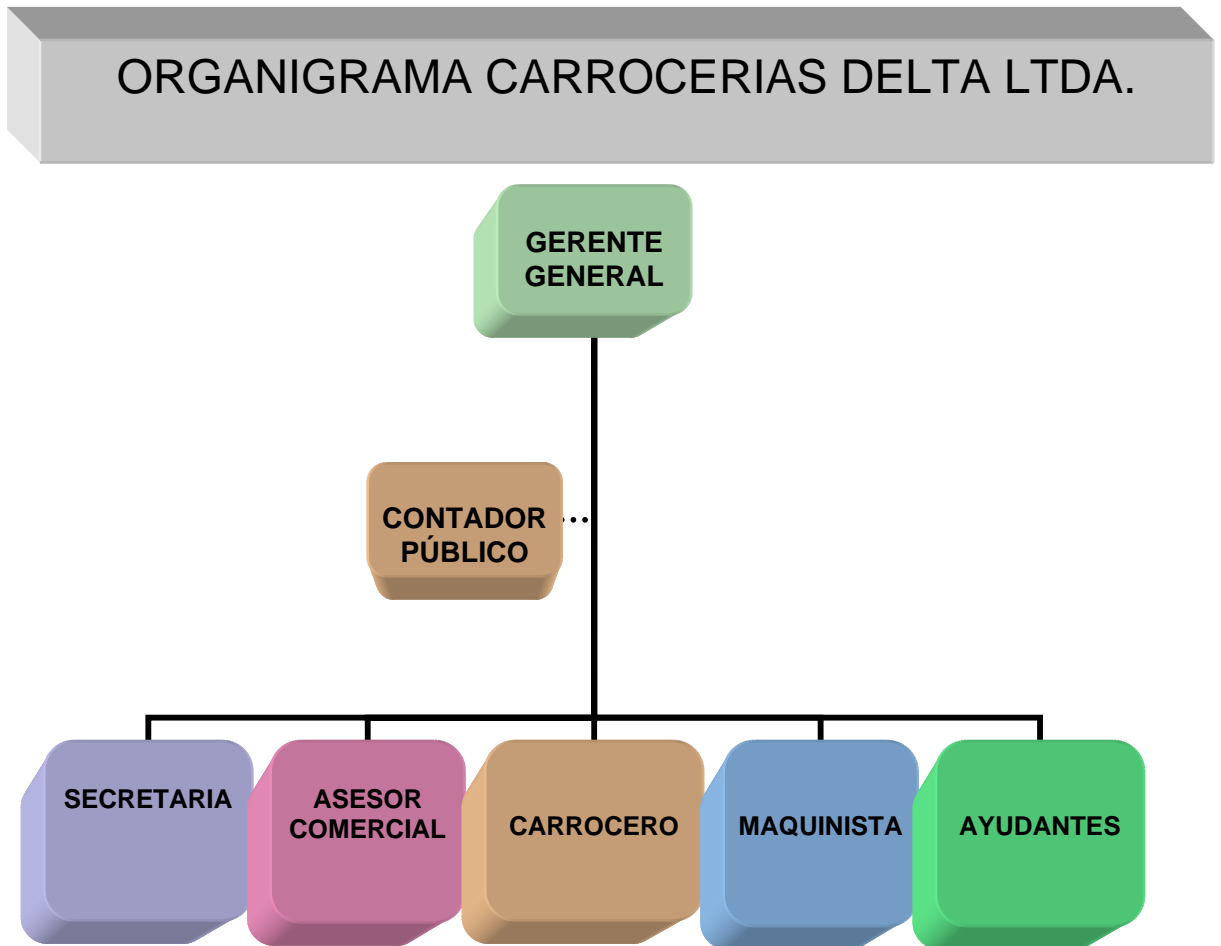 ORGANIGRAMA CARROCERIAS DELTA LTDA.
GERENTE
GENERAL
CONTADOR
PÚBLICO
SECRETARIA
ASESOR
COMERCIAL
CARROCERO
MAQUINISTA
AYUDANTES